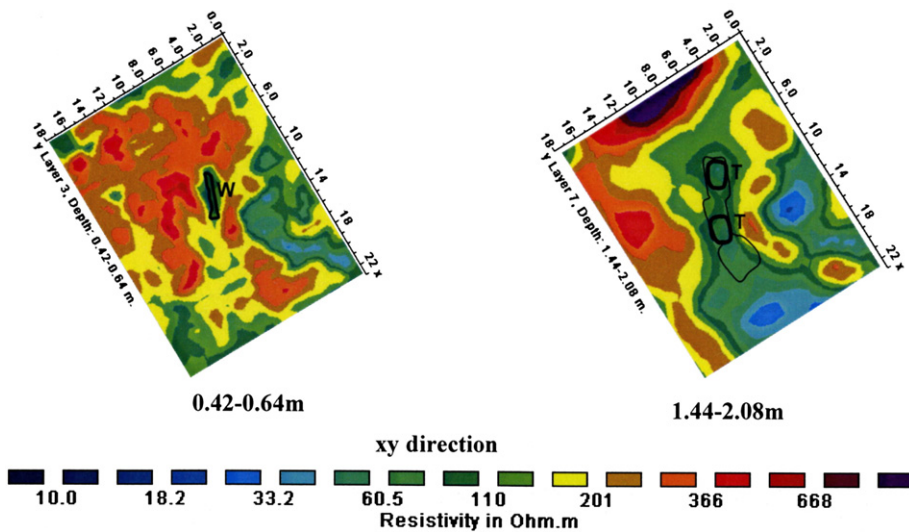 18 16 14 12 10 8.0 6.0 4.0 2.0 0.0
2.0 6.0 10 14 18 22 x
y Layer 3, Depth: 0.42-0.64 m.
W
18 16 14 12 10 8.0 6.0 4.0 2.0 0.0
2.0 6.0 10 14 18 22 x
y Layer 7, Depth: 1.44-2.08 m.
T
T
0.42-0.64m
1.44-2.08m
xy direction
10.0 18.2 33.2 60.5 110 201 366 668
Resistivity in Ohm.m